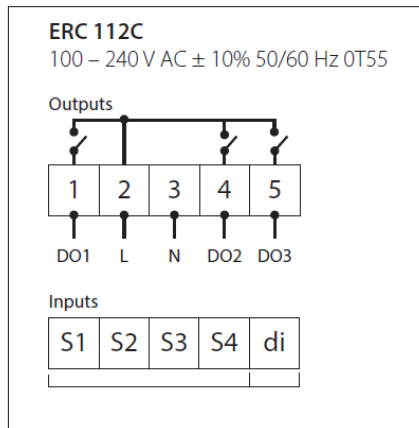 ERC 112C
100 – 240 V AC ± 10% 50/60 Hz 0T55
Outputs
1 2 3 4 5
DO1 L N DO2 DO3
Inputs
S1 S2 S3 S4 di